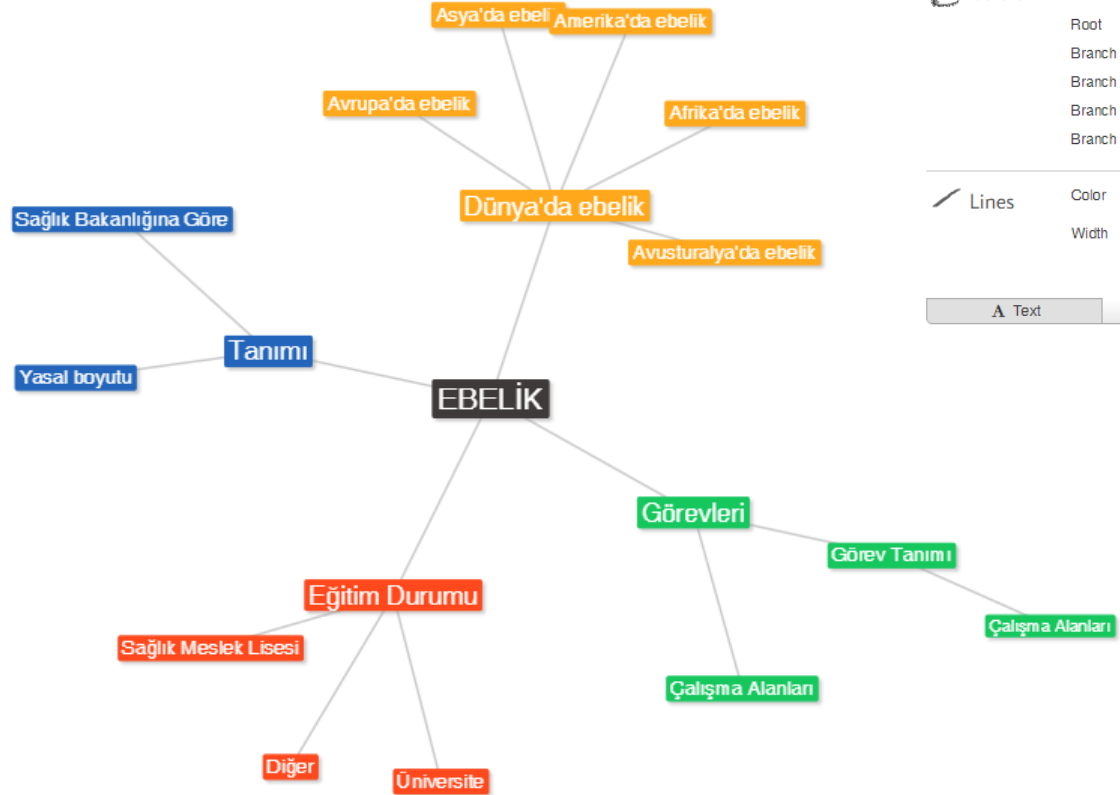 Asya'da ebelik
Amerika'da ebelik
Avrupa'da ebelik
Afrika'da ebelik
Dünya'da ebelik
Avusturalya'da ebelik
Sağlık Bakanlığına Göre
Tanımı
Yasal boyutu
EBELİK
Görevleri
Görev Tanımı
Çalışma Alanları
Çalışma Alanları
Eğitim Durumu
Sağlık Meslek Lisesi
Diğer
Üniversite
Root
Branch
Branch
Branch
Branch
Lines
Color
Width
A Text